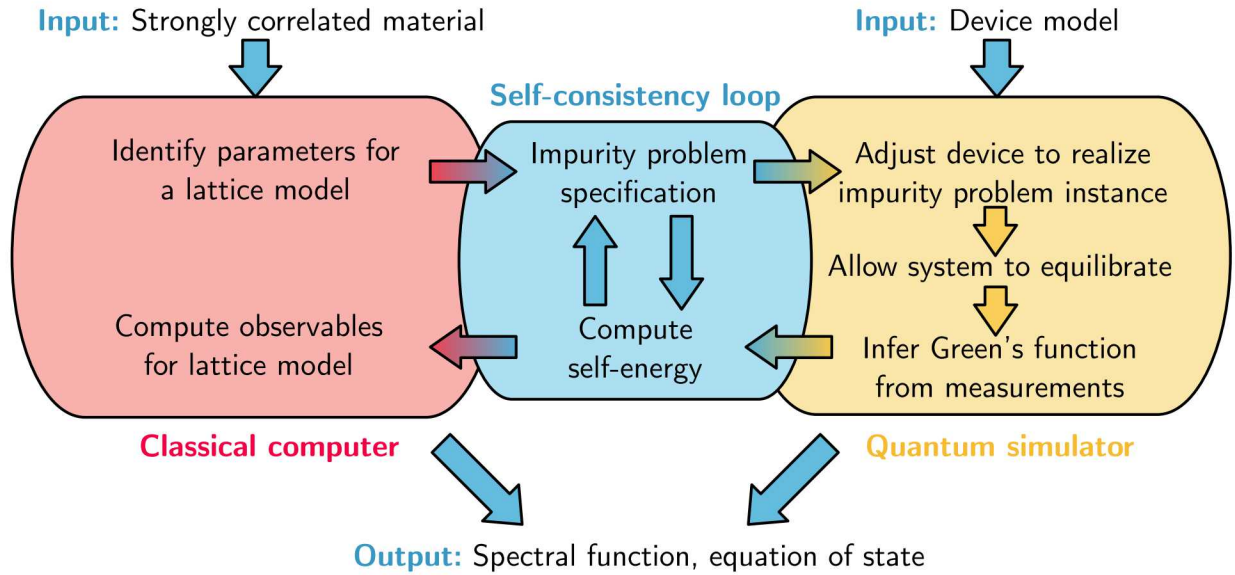 Input: Strongly correlated material
Input: Device model
Self-consistency loop
Identify parameters for
a lattice model
Impurity problem
specification
Adjust device to realize
impurity problem instance
Allow system to equilibrate
Compute observables
for lattice model
Compute
self-energy
Infer Green's function
from measurements
Classical computer
Quantum simulator
Output: Spectral function, equation of state